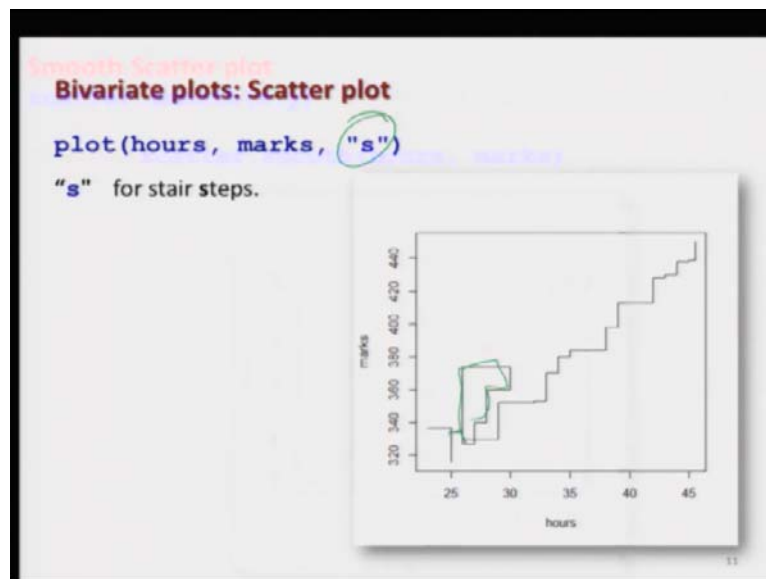 Smooth Scatter plot
Bivariate plots: Scatter plot
plot(hours, marks, "s")
"s" for stair steps.
marks
440
420
400
380
360
340
320
25 30 35 40 45
hours
11